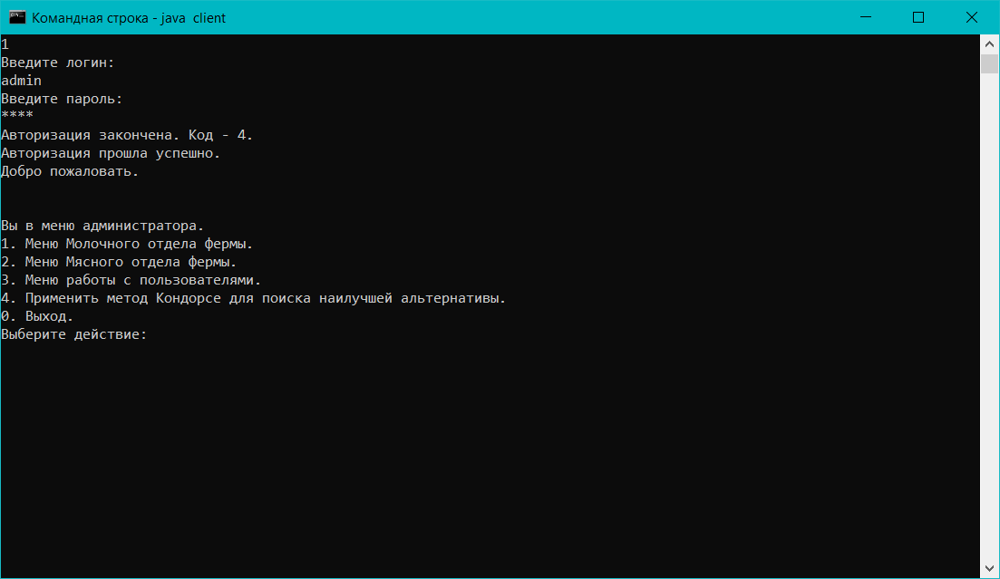 Командная строка - java  client
1
Введите логин:
admin
Введите пароль:
****
Авторизация закончена. Код - 4.
Авторизация прошла успешно.
Добро пожаловать.
Вы в меню администратора.
1. Меню Молочного отдела фермы.
2. Меню Мясного отдела фермы.
3. Меню работы с пользователями.
4. Применить метод Кондорсе для поиска наилучшей альтернативы.
0. Выход.
Выберите действие: